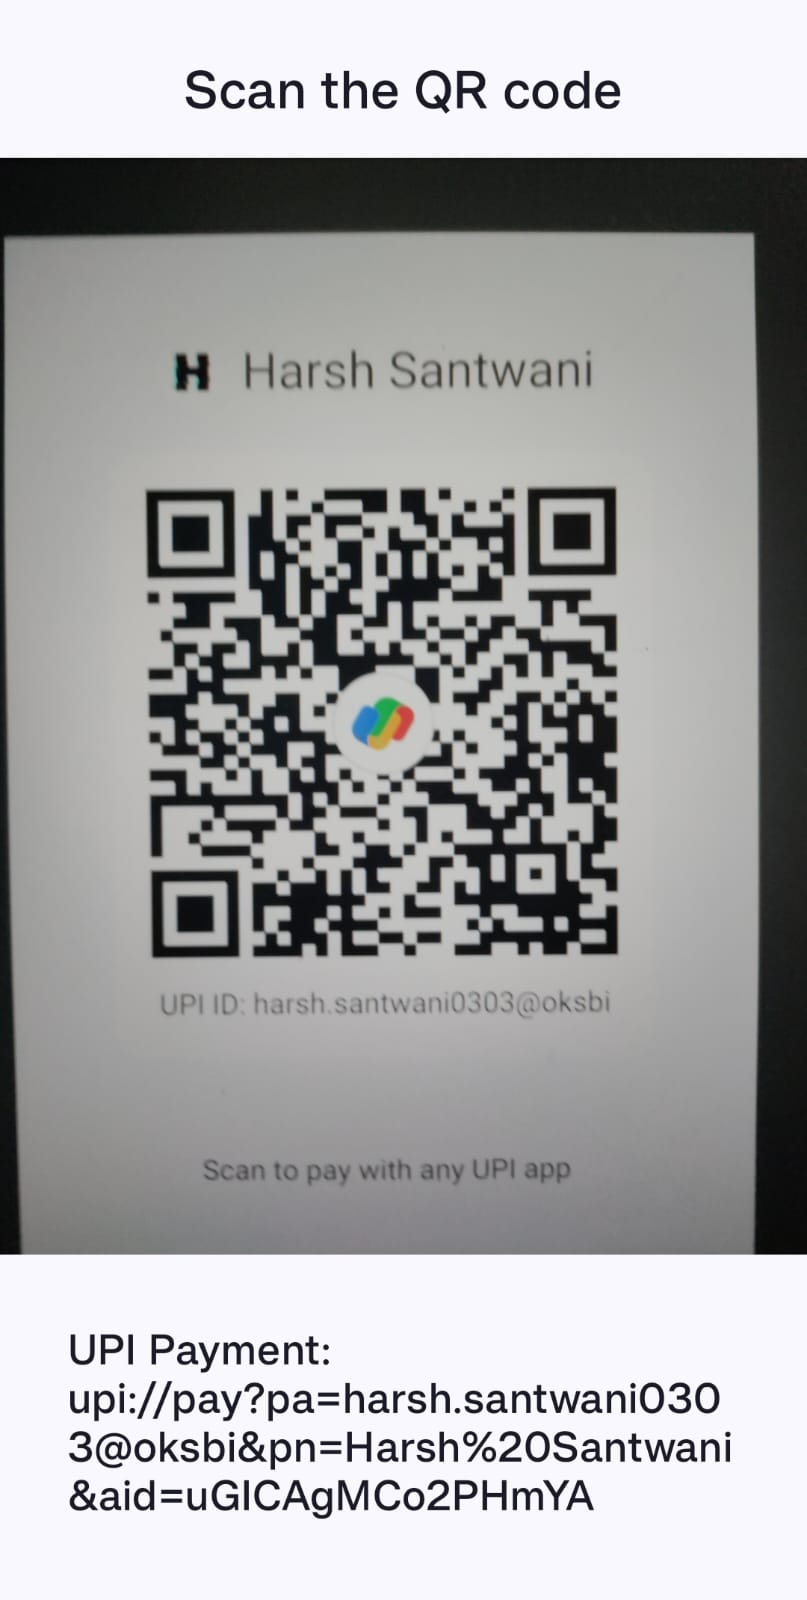 Scan the QR code
H Harsh Santwani
UPI ID: harsh.santwani0303@oksbi
Scan to pay with any UPI app
UPI Payment:
upi://pay?pa=harsh.santwani030
3@oksbi&pn=Harsh%20Santwani
&aid=uGICAgMCo2PHmYA